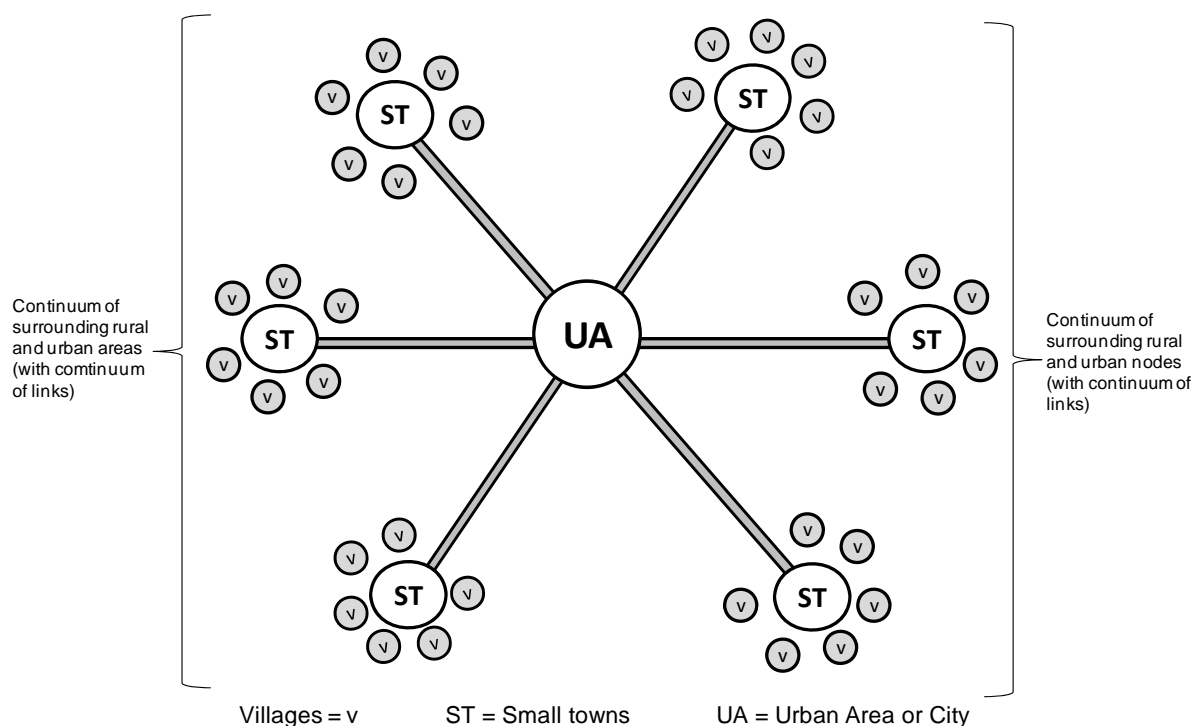 v
v
v
ST
v
v
v
v
v
v
v
ST
v
v
v
v
v
ST
v
v
v
UA
v
v
v
ST
v
v
v
v
v
ST
v
v
v
v
v
v
v
ST
v
v
v
v
Continuum of
surrounding rural
and urban areas
(with comtinuum
of links)
Continuum of
surrounding rural
and urban nodes
(with continuum of
links)
Villages = v ST = Small towns UA = Urban Area or City